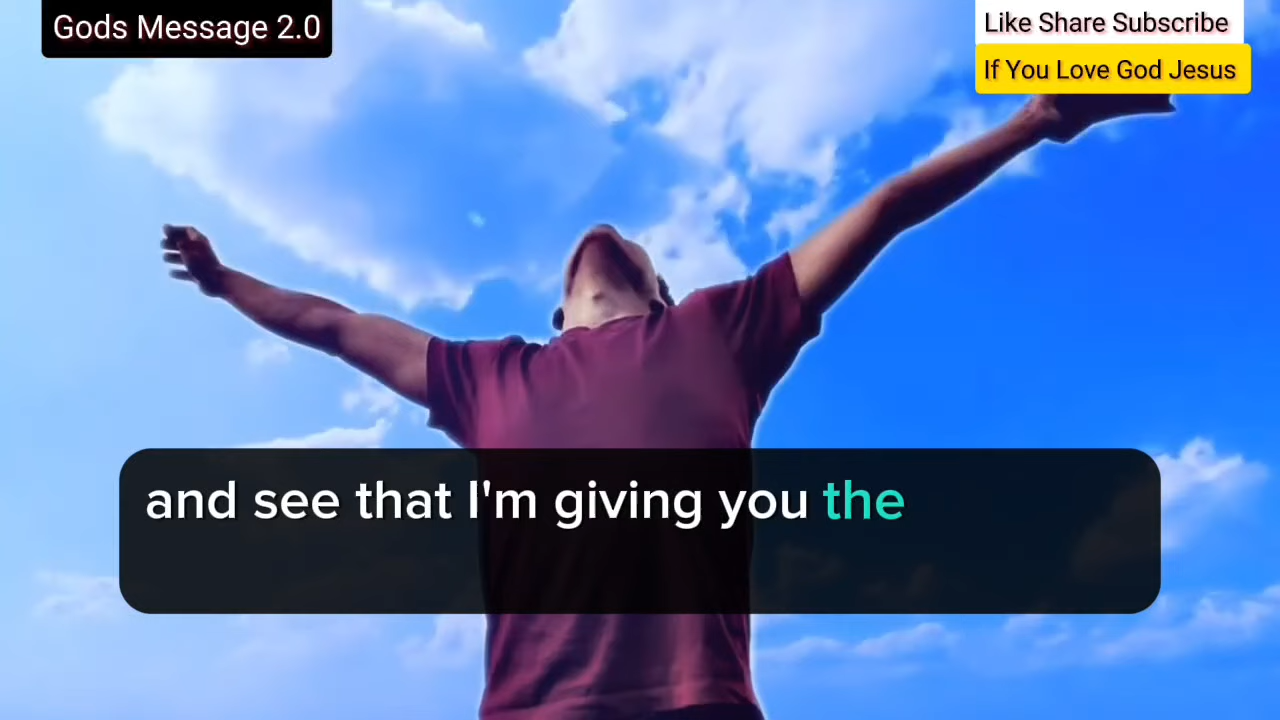 Gods Message 2.0
Like Share Subscribe
If You Love God Jesus
and see that I'm giving you the